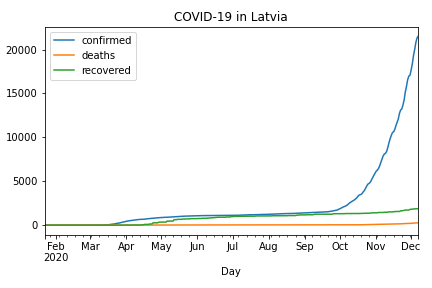 COVID-19 in Latvia
confirmed
deaths
recovered
20000
15000
10000
5000
0
Feb Mar Apr May Jun Jul Aug Sep Oct Nov Dec
2020
Day